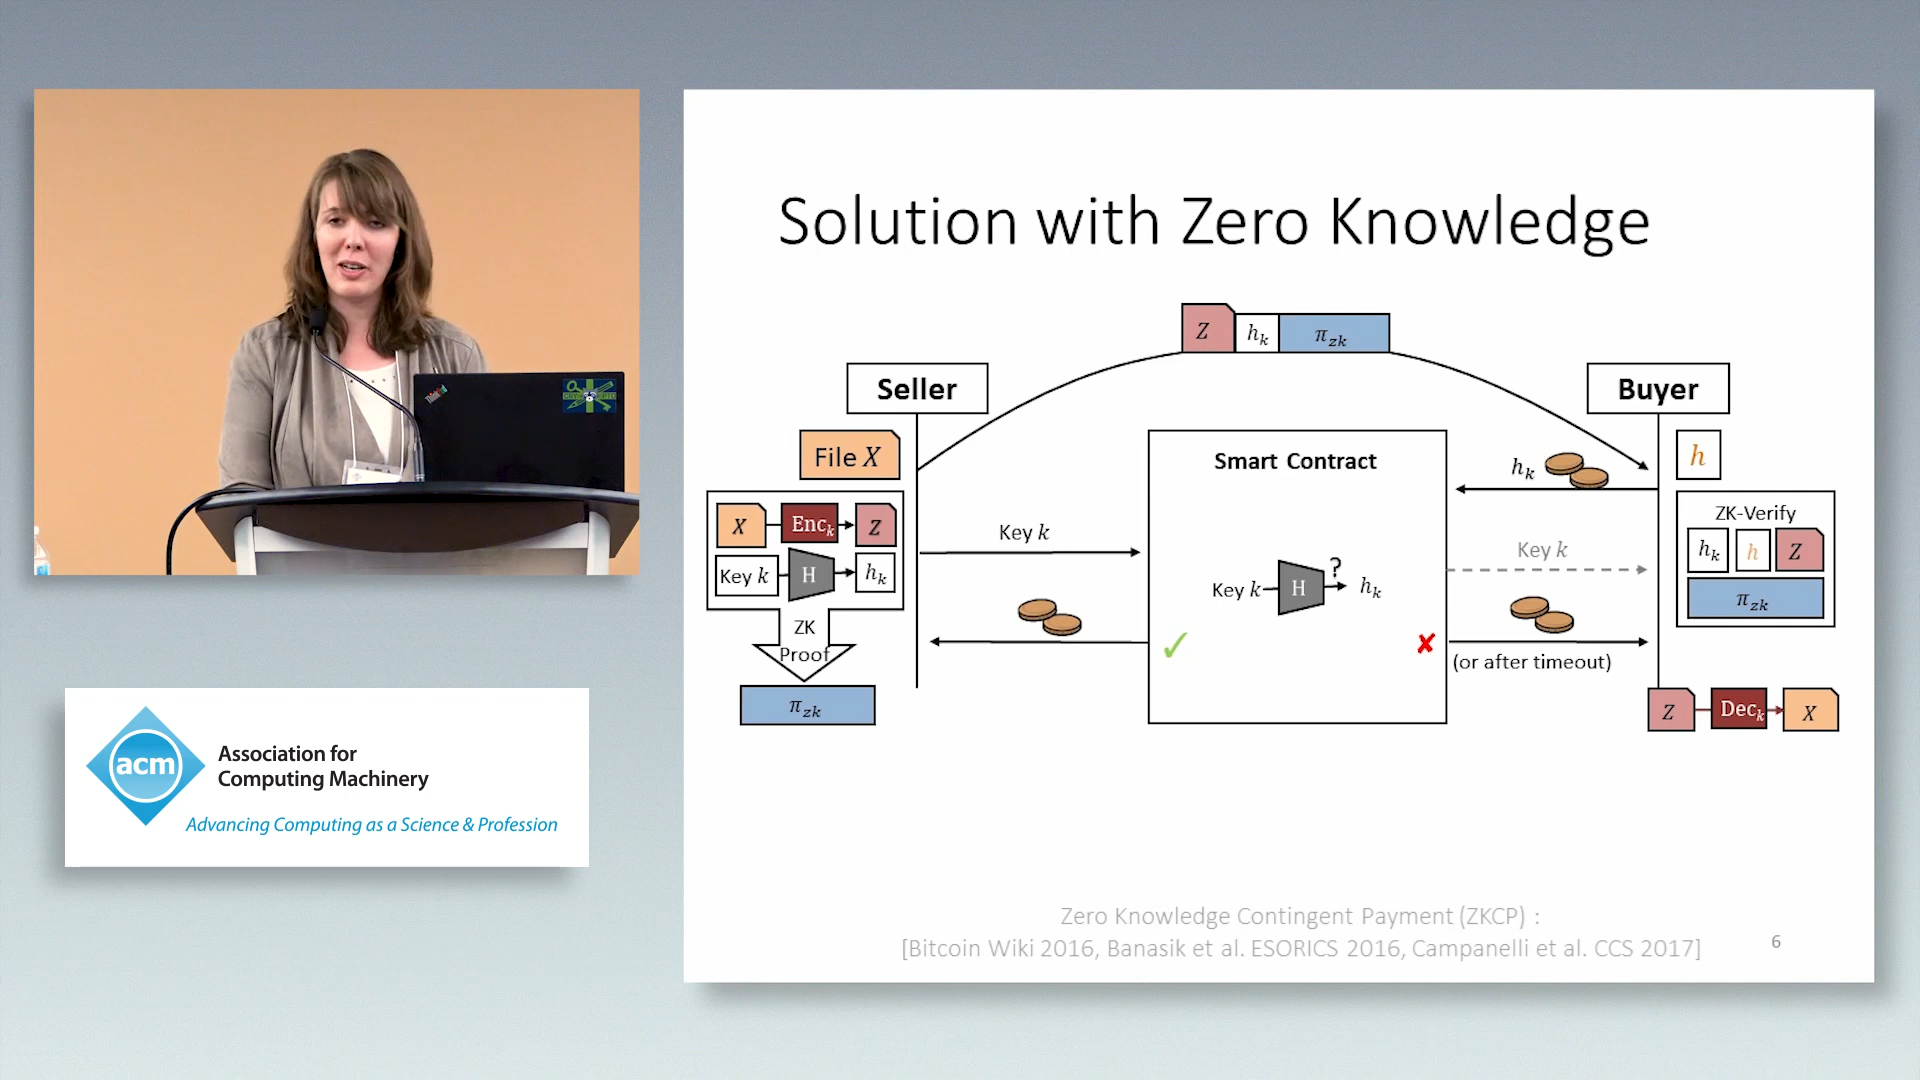 Solution with Zero Knowledge
Z h_k π_zk
Seller
Buyer
File X
h
Smart Contract
h_k
X Enc_k Z
Key k H h_k
ZK
Proof
π_zk
Key k
Key k H ? h_k
✓
✘
Key k
(or after timeout)
ZK-Verify
h_k h Z
π_zk
Z Dec_k X
Zero Knowledge Contingent Payment (ZKCP) :
[Bitcoin Wiki 2016, Banasik et al. ESORICS 2016, Campanelli et al. CCS 2017]
6
acm
Association for
Computing Machinery
Advancing Computing as a Science & Profession
ThinkPad